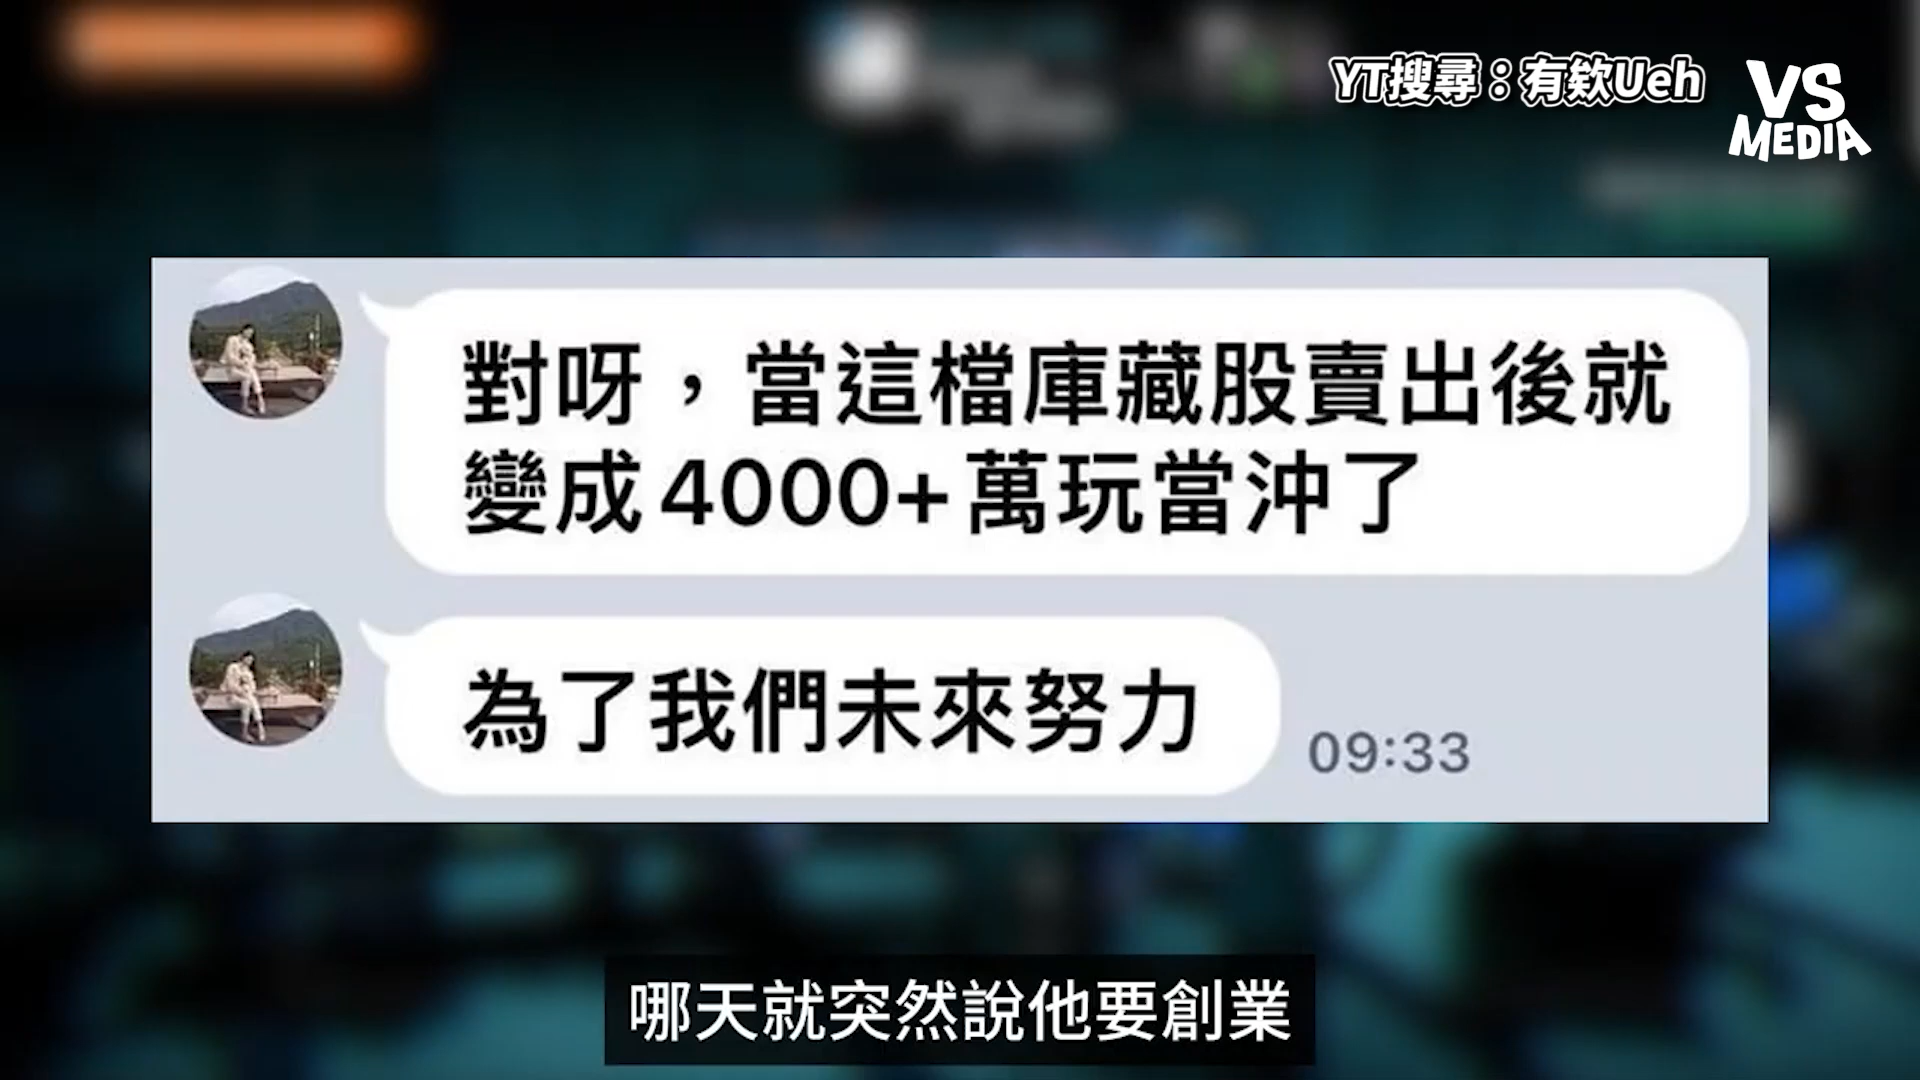 YT搜尋：有欸Ueh
VS
MEDIA
對呀，當這檔庫藏股賣出後就
變成4000+萬玩當沖了
為了我們未來努力
09:33
哪天就突然說他要創業